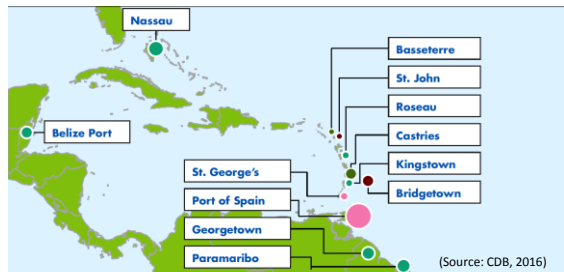 Nassau
Basseterre
St. John
Roseau
Belize Port
Castries
Kingstown
St. George's
Bridgetown
Port of Spain
Georgetown
Paramaribo
(Source: CDB, 2016)